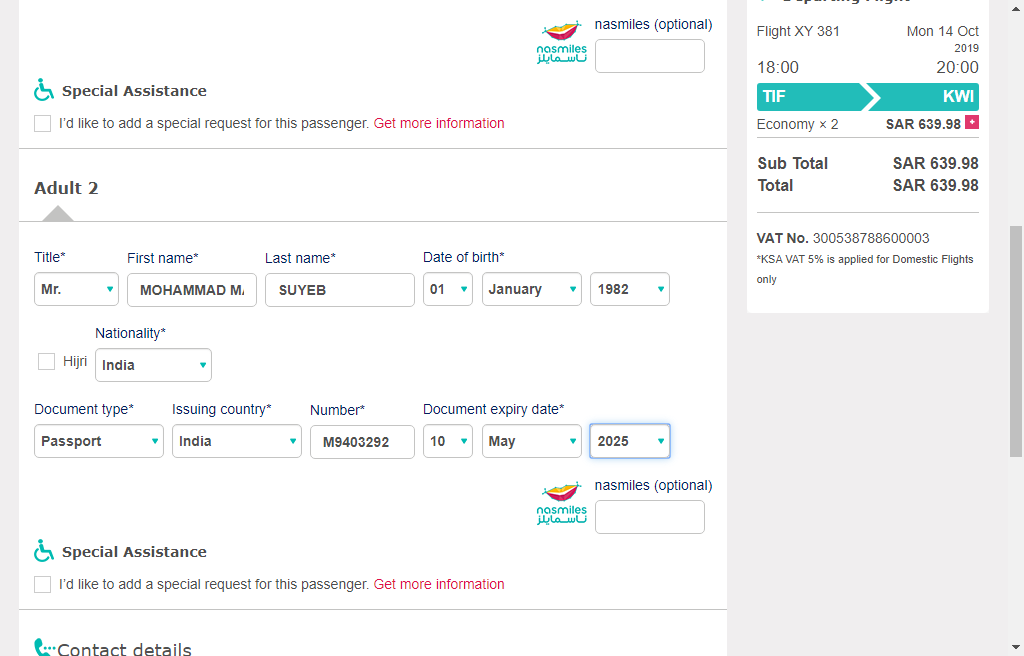 nasmiles (optional)
nasmiles
ناسمايلز
Special Assistance
I'd like to add a special request for this passenger. Get more information
Adult 2
Title*
First name*
Last name*
Date of birth*
Mr.
MOHAMMAD MA
SUYEB
01
January
1982
Nationality*
Hijri
India
Document type*
Issuing country*
Number*
Document expiry date*
Passport
India
M9403292
10
May
2025
nasmiles (optional)
nasmiles
ناسمايلز
Special Assistance
I'd like to add a special request for this passenger. Get more information
Contact details
Departing Flight
Flight XY 381
Mon 14 Oct
2019
18:00
20:00
TIF
KWI
Economy × 2
SAR 639.98 +
Sub Total
SAR 639.98
Total
SAR 639.98
VAT No. 300538788600003
*KSA VAT 5% is applied for Domestic Flights
only